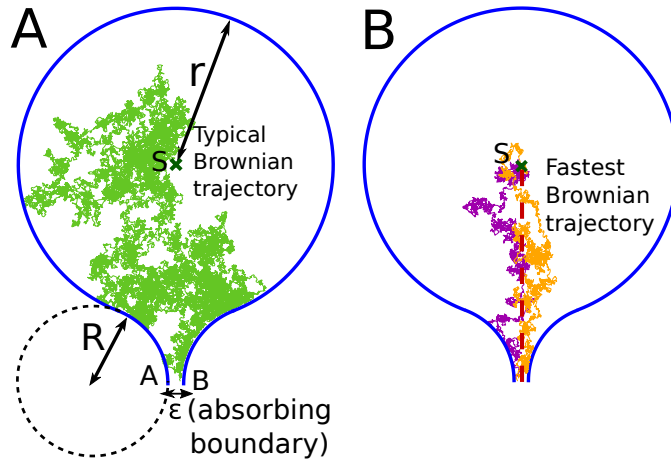 A
r
S
Typical
Brownian
trajectory
R
A
B
ε (absorbing
boundary)
B
S
Fastest
Brownian
trajectory